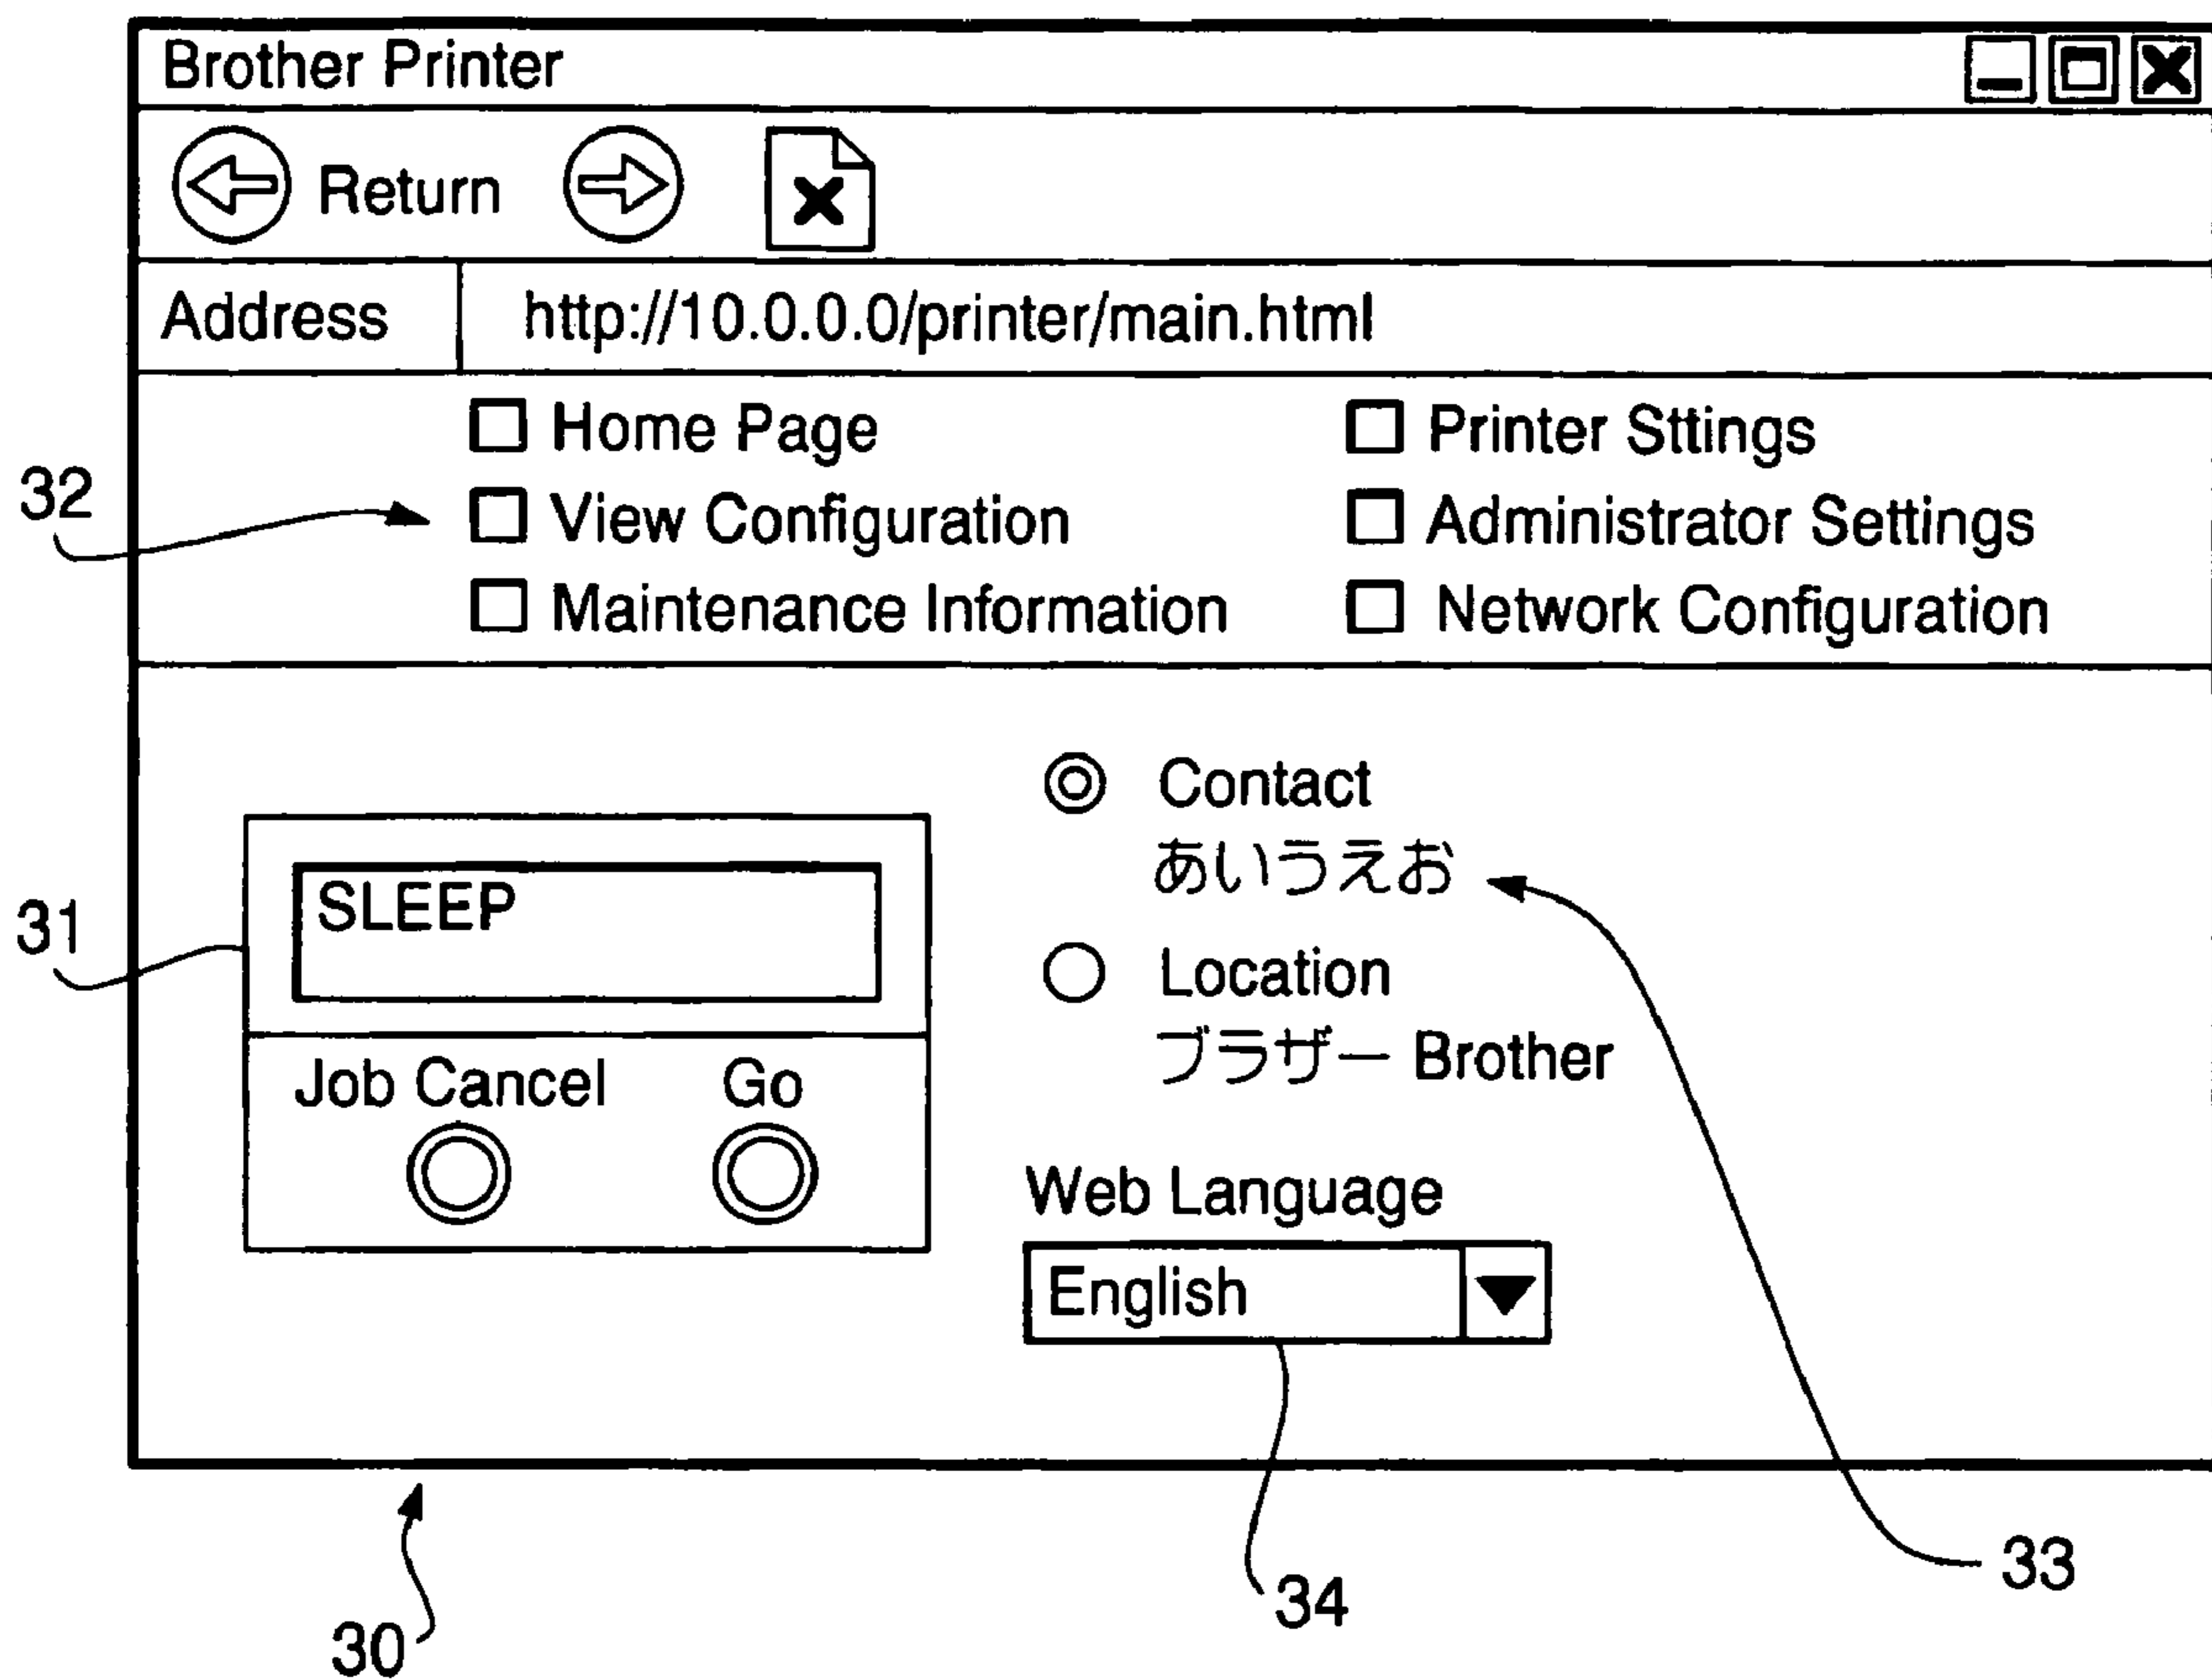 Brother Printer
Return
Address http://10.0.0.0/printer/main.html
Home Page Printer Sttings
32
View Configuration Administrator Settings
Maintenance Information Network Configuration
Contact
あいうえお
31
SLEEP
Location
ブラザー Brother
Job Cancel Go
Web Language
English
33
34
30